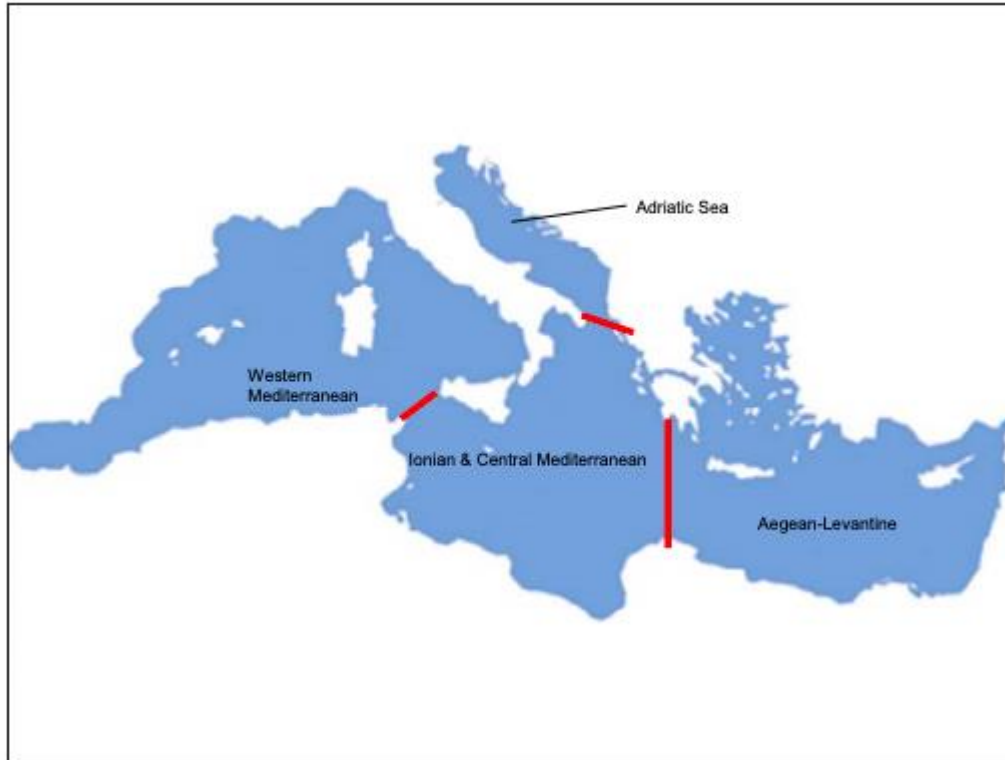 Adriatic Sea
Western
Mediterranean
Ionian & Central Mediterranean
Aegean-Levantine